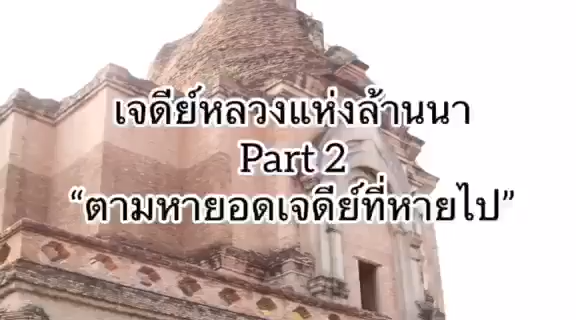 เจดีย์หลวงแห่งล้านนา
Part 2
“ตามหายอดเจดีย์ที่หายไป”